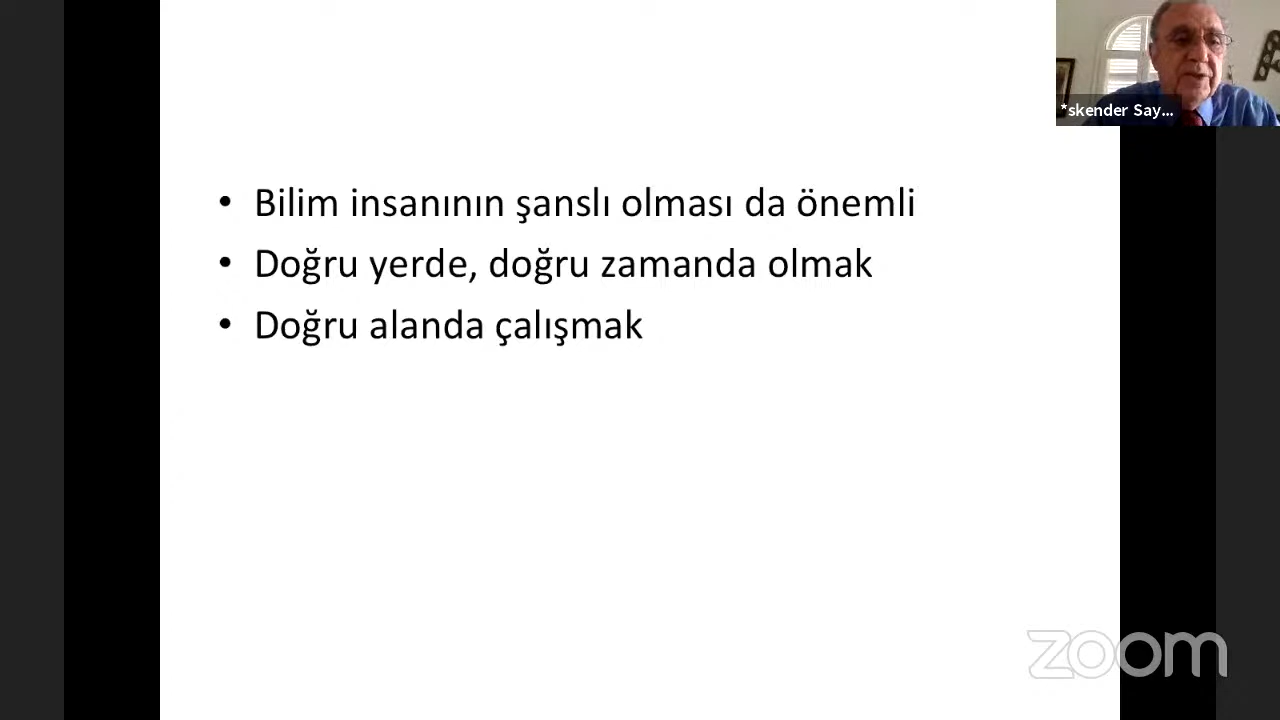 *skender Say...
• Bilim insanının şanslı olması da önemli
• Doğru yerde, doğru zamanda olmak
• Doğru alanda çalışmak
zoom